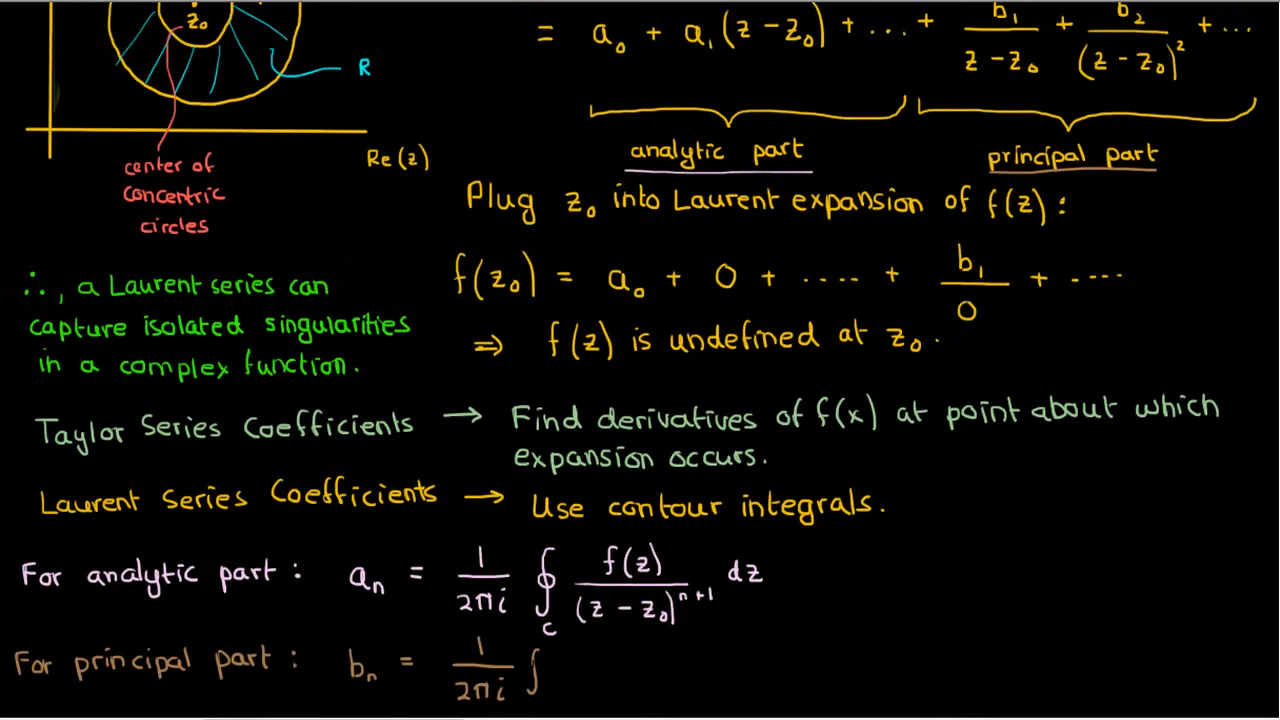 z₀
= a₀ + a₁(z - z₀) + ... + b₁/(z - z₀) + b₂/(z - z₀)² + ...
R
Re(z)
analytic part
principal part
center of
concentric
circles
Plug z₀ into Laurent expansion of f(z) :
f(z₀) = a₀ + 0 + .... + b₁/0 + ....
⇒ f(z) is undefined at z₀.
∴, a Laurent series can
capture isolated singularities
in a complex function.
Taylor Series Coefficients → Find derivatives of f(x) at point about which
expansion occurs.
Laurent Series Coefficients → Use contour integrals.
For analytic part : aₙ = 1/2πi ∮c f(z)/(z - z₀)ⁿ⁺¹ dz
For principal part : bₙ = 1/2πi ∫